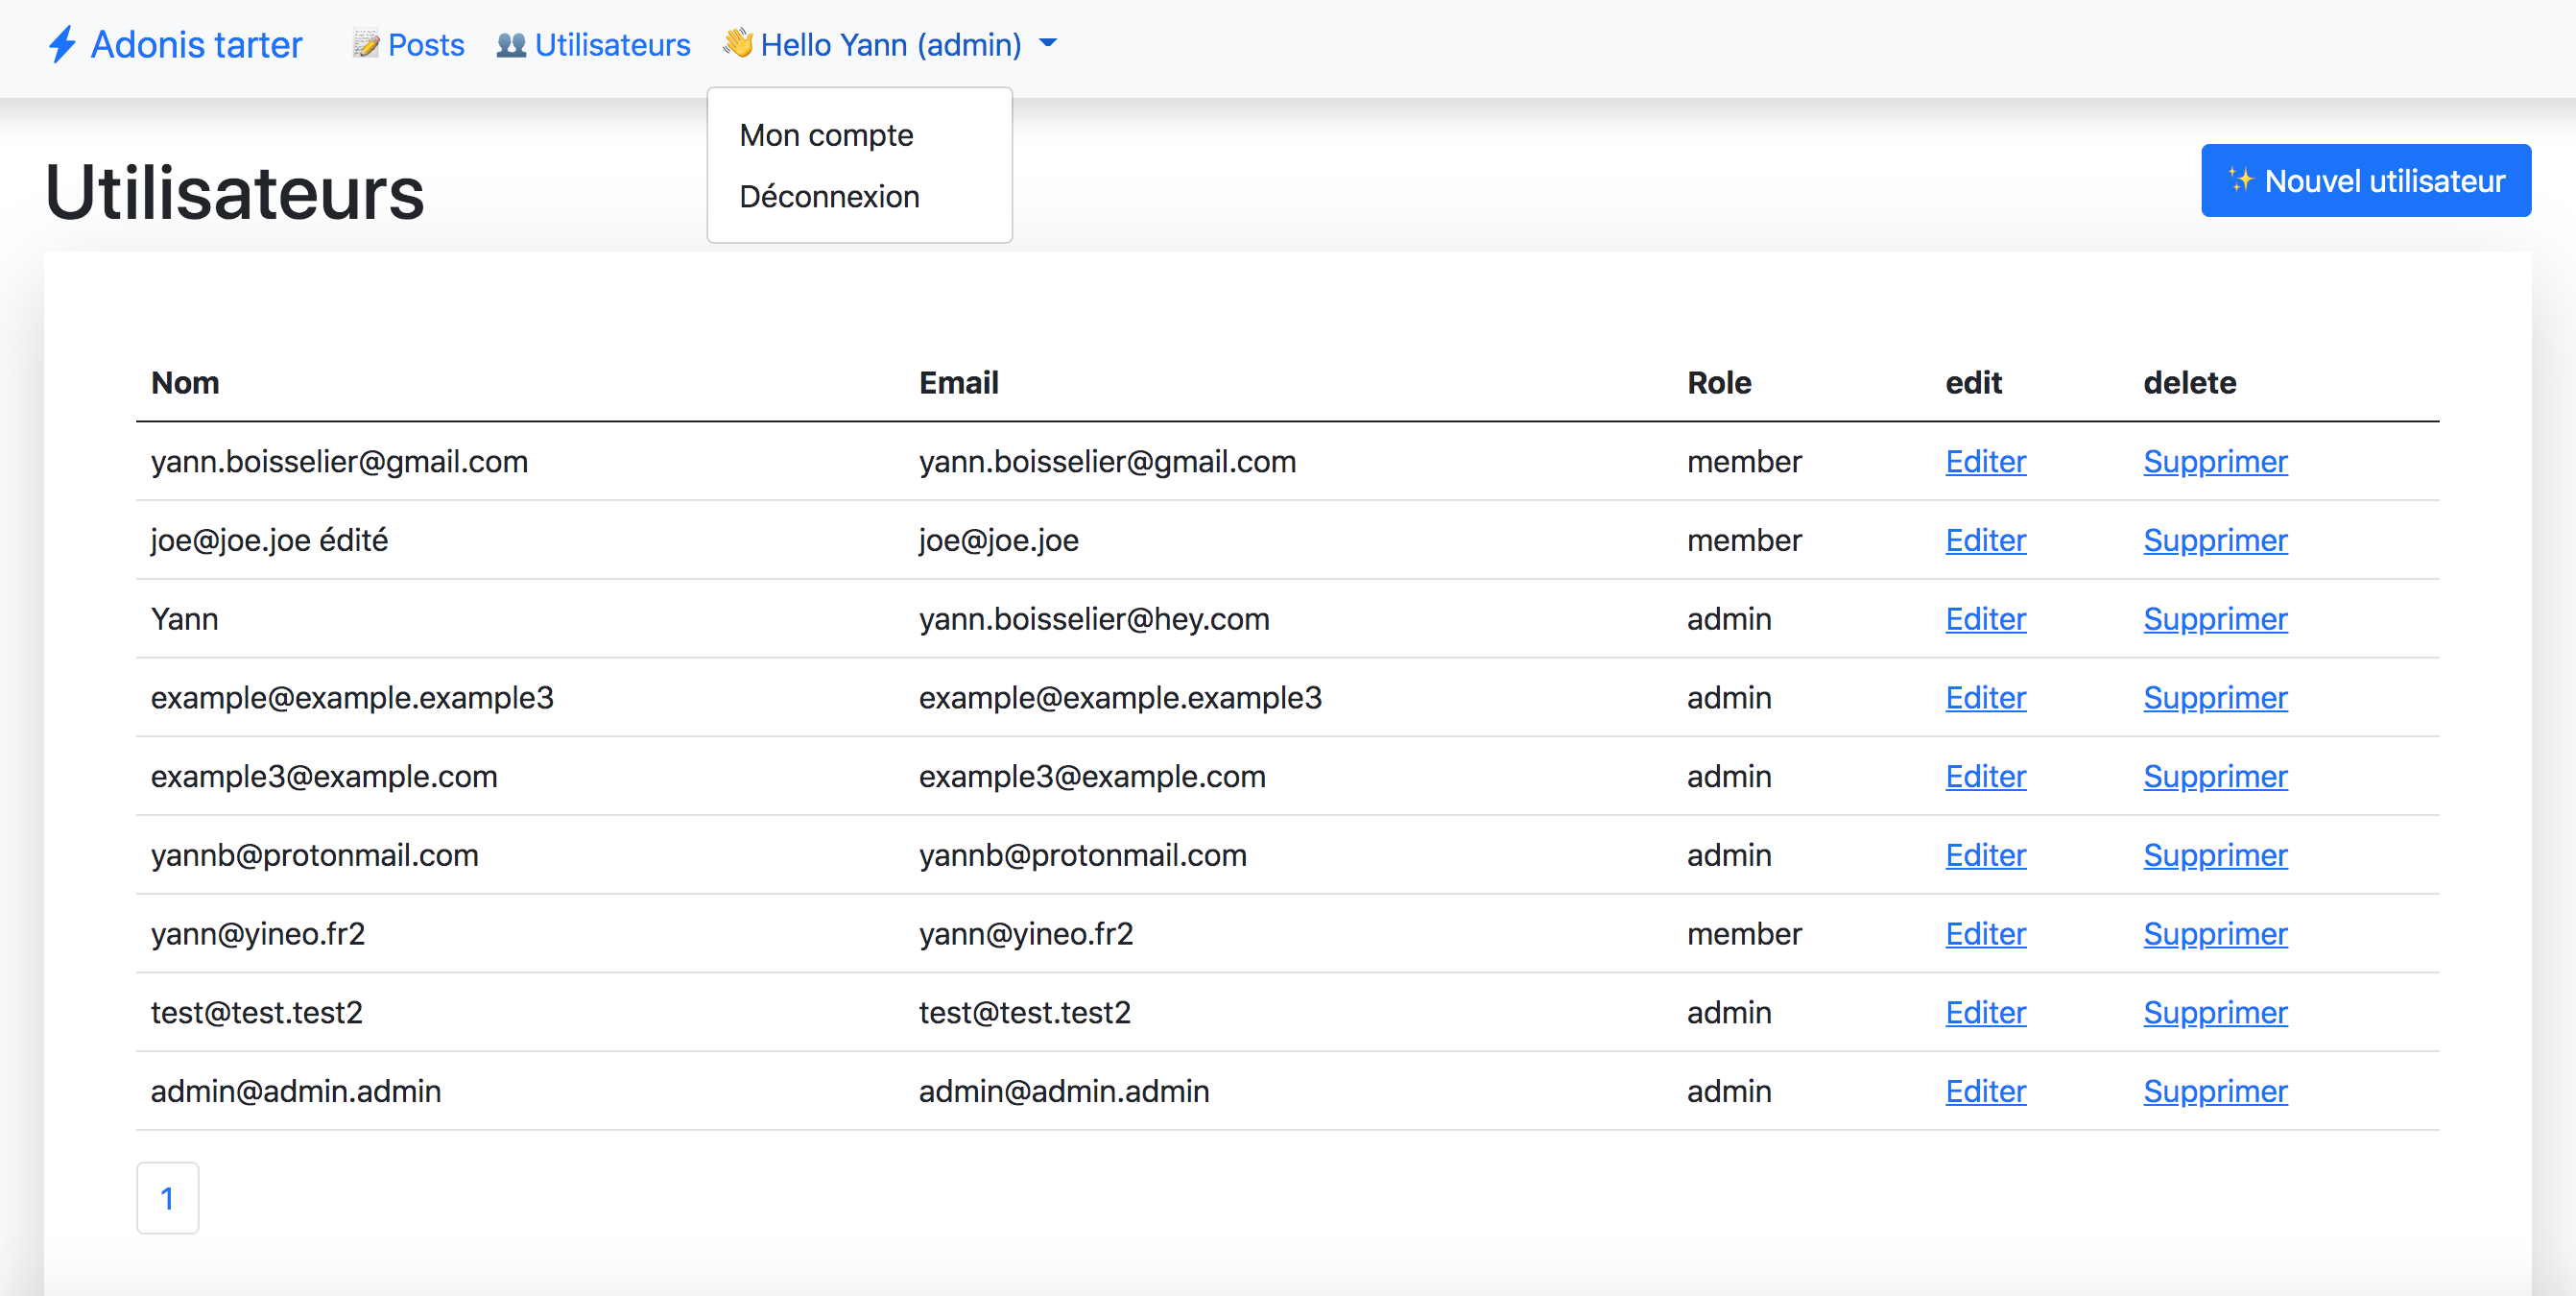 ⚡ Adonis tarter 📝 Posts 👥 Utilisateurs 👋 Hello Yann (admin)
Mon compte
Déconnexion
Utilisateurs
✨ Nouvel utilisateur
Nom Email Role edit delete
yann.boisselier@gmail.com yann.boisselier@gmail.com member Editer Supprimer
joe@joe.joe édité joe@joe.joe member Editer Supprimer
Yann yann.boisselier@hey.com admin Editer Supprimer
example@example.example3 example@example.example3 admin Editer Supprimer
example3@example.com example3@example.com admin Editer Supprimer
yannb@protonmail.com yannb@protonmail.com admin Editer Supprimer
yann@yineo.fr2 yann@yineo.fr2 member Editer Supprimer
test@test.test2 test@test.test2 admin Editer Supprimer
admin@admin.admin admin@admin.admin admin Editer Supprimer
1